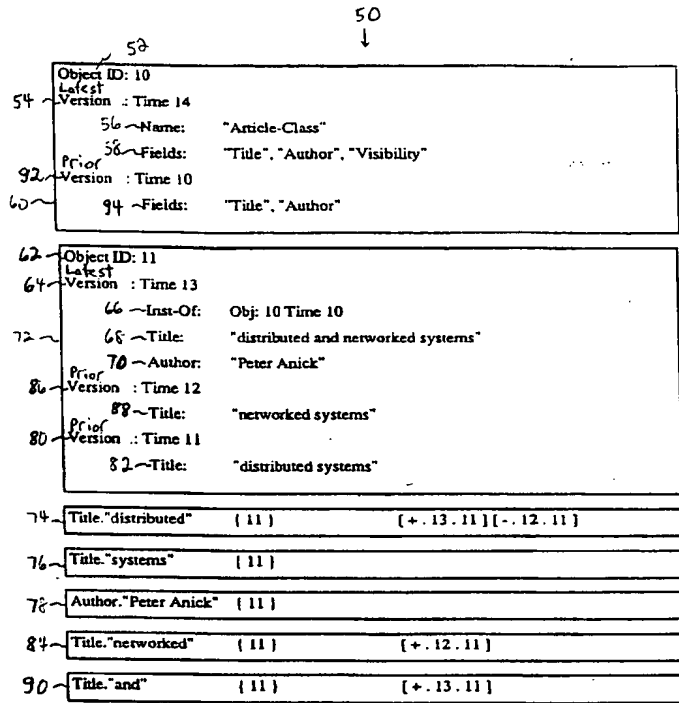 50
52
Object ID: 10
Latest
54 Version .: Time 14
56 Name: "Article-Class"
58 Fields: "Title", "Author", "Visibility"
Prior
92 Version : Time 10
60 94 Fields: "Title", "Author"
62 Object ID: 11
Latest
64 Version : Time 13
66 Inst-Of: Obj: 10 Time 10
72 68 Title: "distributed and networked systems"
70 Author: "Peter Anick"
Prior
86 Version : Time 12
88 Title: "networked systems"
Prior
80 Version .: Time 11
82 Title: "distributed systems"
74 Title."distributed" { 11 } [ + . 13 . 11 ] [ - . 12 . 11 ]
76 Title."systems" { 11 }
78 Author."Peter Anick" { 11 }
84 Title."networked" { 11 } [ + . 12 . 11 ]
90 Title."and" { 11 } [ + . 13 . 11 ]